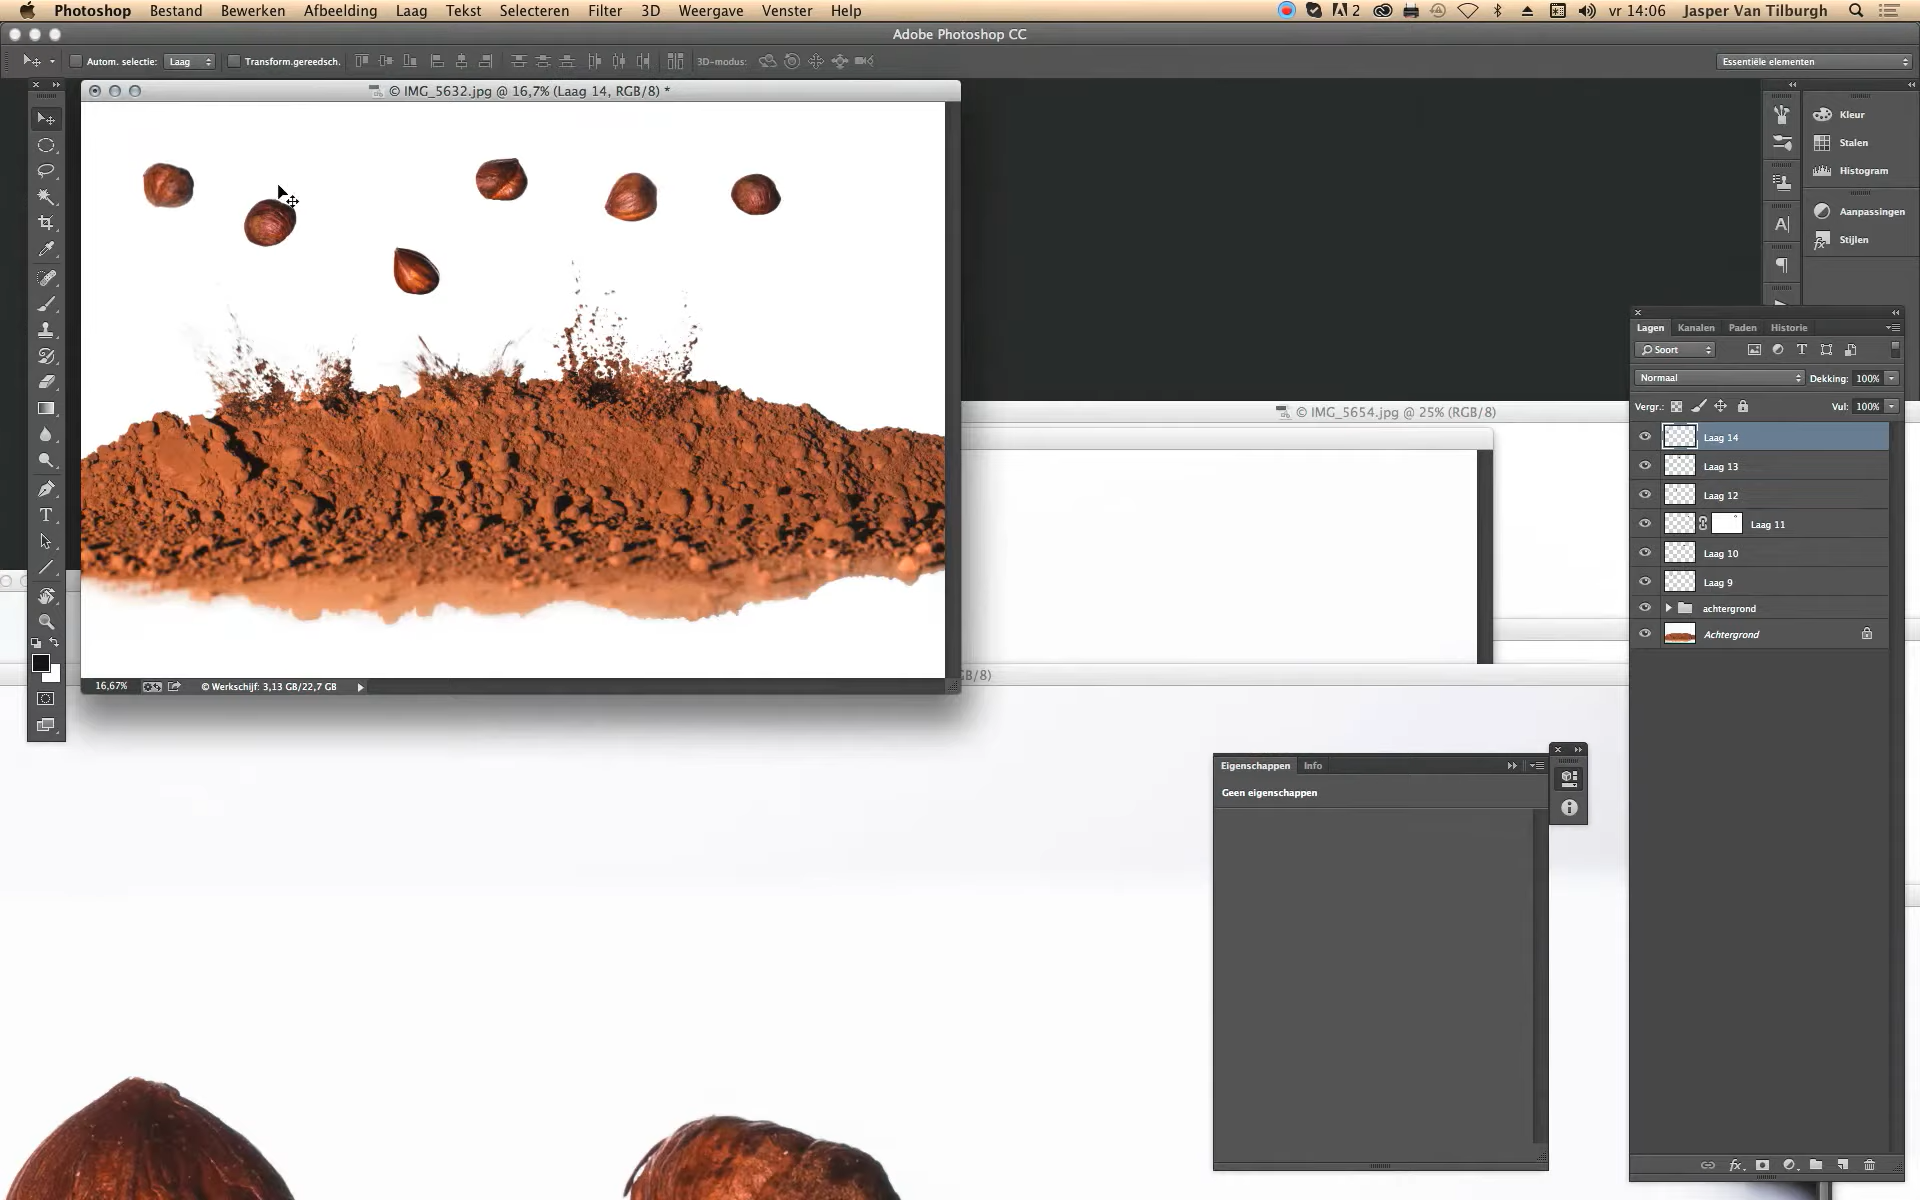 Photoshop Bestand Bewerken Afbeelding Laag Tekst Selecteren Filter 3D Weergave Venster Help 2 vr 14:06 Jasper Van Tilburgh
Adobe Photoshop CC
Autom. selectie: Laag Transform.gereedsch. 3D-modus: Essentiële elementen
© IMG_5632.jpg @ 16,7% (Laag 14, RGB/8) *
Kleur
Stalen
Histogram
Aanpassingen
Stijlen
Lagen Kanalen Paden Historie
Soort
Normaal Dekking: 100%
Vergr.: Vul: 100%
© IMG_5654.jpg @ 25% (RGB/8)
Laag 14
Laag 13
Laag 12
Laag 11
Laag 10
Laag 9
achtergrond
Achtergrond
GB/8)
16,67% © Werkschijf: 3,13 GB/22,7 GB
Eigenschappen Info
Geen eigenschappen